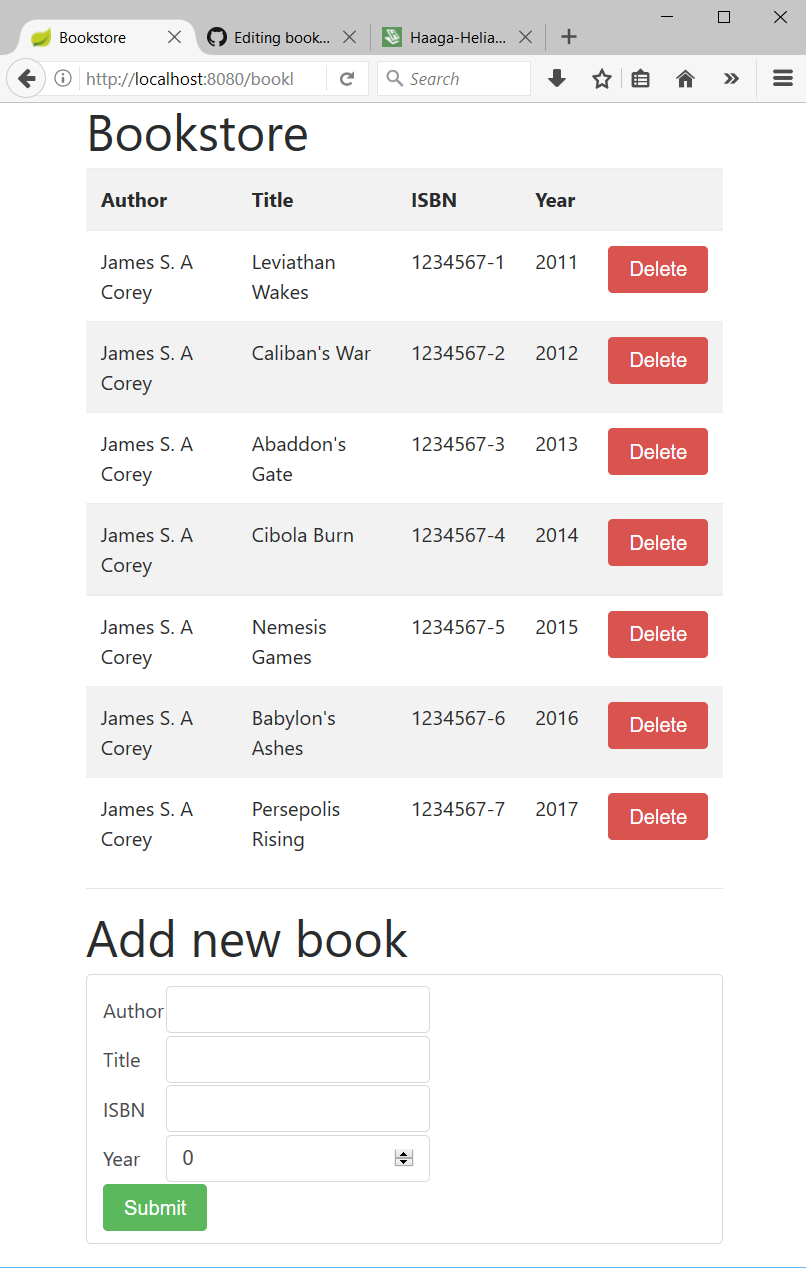 Bookstore
Editing book...
Haaga-Helia...
http://localhost:8080/bookl
Search
Bookstore
Author Title ISBN Year
James S. A Leviathan 1234567-1 2011 Delete
Corey Wakes
James S. A Caliban's War 1234567-2 2012 Delete
Corey
James S. A Abaddon's 1234567-3 2013 Delete
Corey Gate
James S. A Cibola Burn 1234567-4 2014 Delete
Corey
James S. A Nemesis 1234567-5 2015 Delete
Corey Games
James S. A Babylon's 1234567-6 2016 Delete
Corey Ashes
James S. A Persepolis 1234567-7 2017 Delete
Corey Rising
Add new book
Author
Title
ISBN
Year 0
Submit